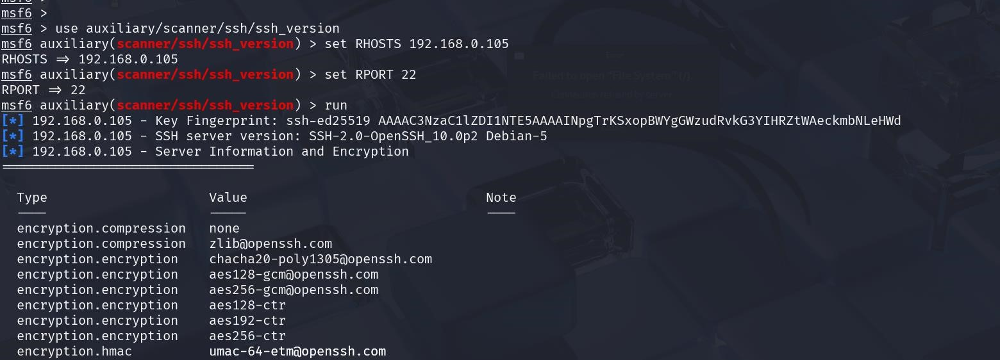 msf6 >
msf6 >
msf6 > use auxiliary/scanner/ssh/ssh_version
msf6 auxiliary(scanner/ssh/ssh_version) > set RHOSTS 192.168.0.105
RHOSTS => 192.168.0.105
msf6 auxiliary(scanner/ssh/ssh_version) > set RPORT 22
RPORT => 22
msf6 auxiliary(scanner/ssh/ssh_version) > run
[*] 192.168.0.105 - Key Fingerprint: ssh-ed25519 AAAAC3NzaC1lZDI1NTE5AAAAINpgTrKSxopBWYgGWzudRvkG3YIHRZtWAeckmbNLeHWd
[*] 192.168.0.105 - SSH server version: SSH-2.0-OpenSSH_10.0p2 Debian-5
[*] 192.168.0.105 - Server Information and Encryption
=================================
Type Value Note
---- ----- ----
encryption.compression none
encryption.compression zlib@openssh.com
encryption.encryption chacha20-poly1305@openssh.com
encryption.encryption aes128-gcm@openssh.com
encryption.encryption aes256-gcm@openssh.com
encryption.encryption aes128-ctr
encryption.encryption aes192-ctr
encryption.encryption aes256-ctr
encryption.hmac umac-64-etm@openssh.com
Failed to open "File System" (/).